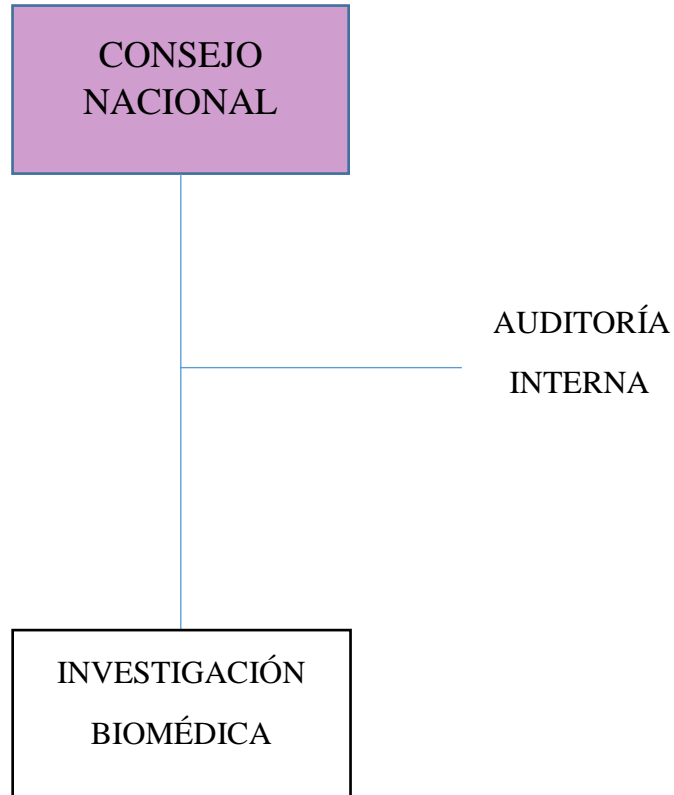 CONSEJO
NACIONAL
AUDITORÍA
INTERNA
INVESTIGACIÓN
BIOMÉDICA